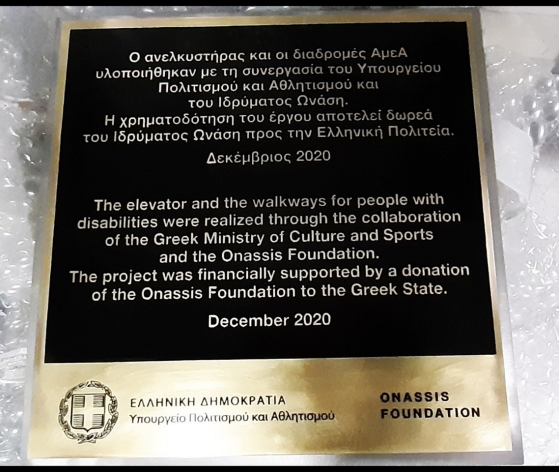 Ο ανελκυστήρας και οι διαδρομές ΑμεΑ
υλοποιήθηκαν με τη συνεργασία του Υπουργείου
Πολιτισμού και Αθλητισμού και
του Ιδρύματος Ωνάση.
Η χρηματοδότηση του έργου αποτελεί δωρεά
του Ιδρύματος Ωνάση προς την Ελληνική Πολιτεία.
Δεκέμβριος 2020
The elevator and the walkways for people with
disabilities were realized through the collaboration
of the Greek Ministry of Culture and Sports
and the Onassis Foundation.
The project was financially supported by a donation
of the Onassis Foundation to the Greek State.
December 2020
ΕΛΛΗΝΙΚΗ ΔΗΜΟΚΡΑΤΙΑ
Υπουργείο Πολιτισμού και Αθλητισμού
ONASSIS
FOUNDATION